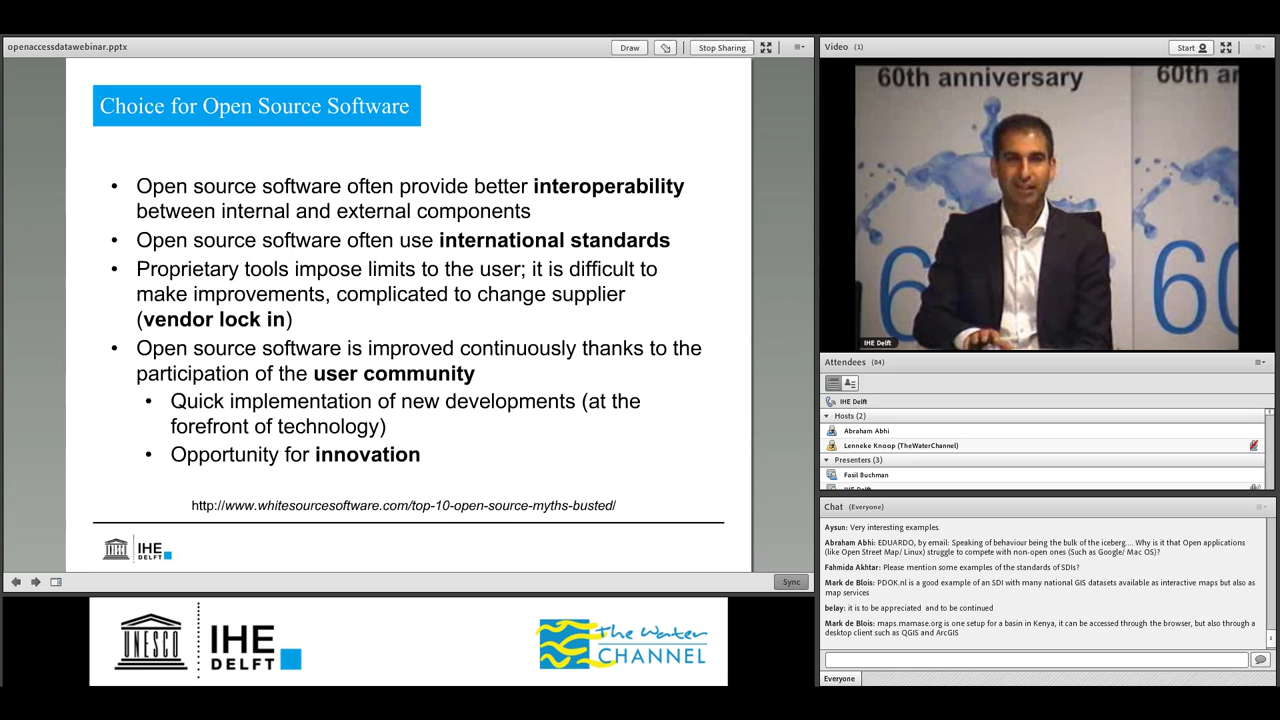 openaccessdatawebinar.pptx
Draw
Stop Sharing
Choice for Open Source Software
• Open source software often provide better interoperability
between internal and external components
• Open source software often use international standards
• Proprietary tools impose limits to the user; it is difficult to
make improvements, complicated to change supplier
(vendor lock in)
• Open source software is improved continuously thanks to the
participation of the user community
• Quick implementation of new developments (at the
forefront of technology)
• Opportunity for innovation
http://www.whitesourcesoftware.com/top-10-open-source-myths-busted/
IHE
DELFT
Sync
UNESCO
IHE
DELFT
The Water
CHANNEL
Video (1)
Start
60th anniversary
60th an
6
60
IHE Delft
Attendees (84)
IHE Delft
Hosts (2)
Abraham Abhi
Lenneke Knoop (TheWaterChannel)
Presenters (3)
Fasil Buchman
IHE Delft
Chat (Everyone)
Aysun: Very interesting examples.
Abraham Abhi: EDUARDO, by email: Speaking of behaviour being the bulk of the iceberg.... Why is it that Open applications
(like Open Street Map/ Linux) struggle to compete with non-open ones (Such as Google/ Mac OS)?
Fahmida Akhtar: Please mention some examples of the standards of SDIs?
Mark de Blois: PDOK.nl is a good example of an SDI with many national GIS datasets available as interactive maps but also as
map services
belay: it is to be appreciated and to be continued
Mark de Blois: maps.mamase.org is one setup for a basin in Kenya, it can be accessed through the browser, but also through a
desktop client such as QGIS and ArcGIS
Everyone